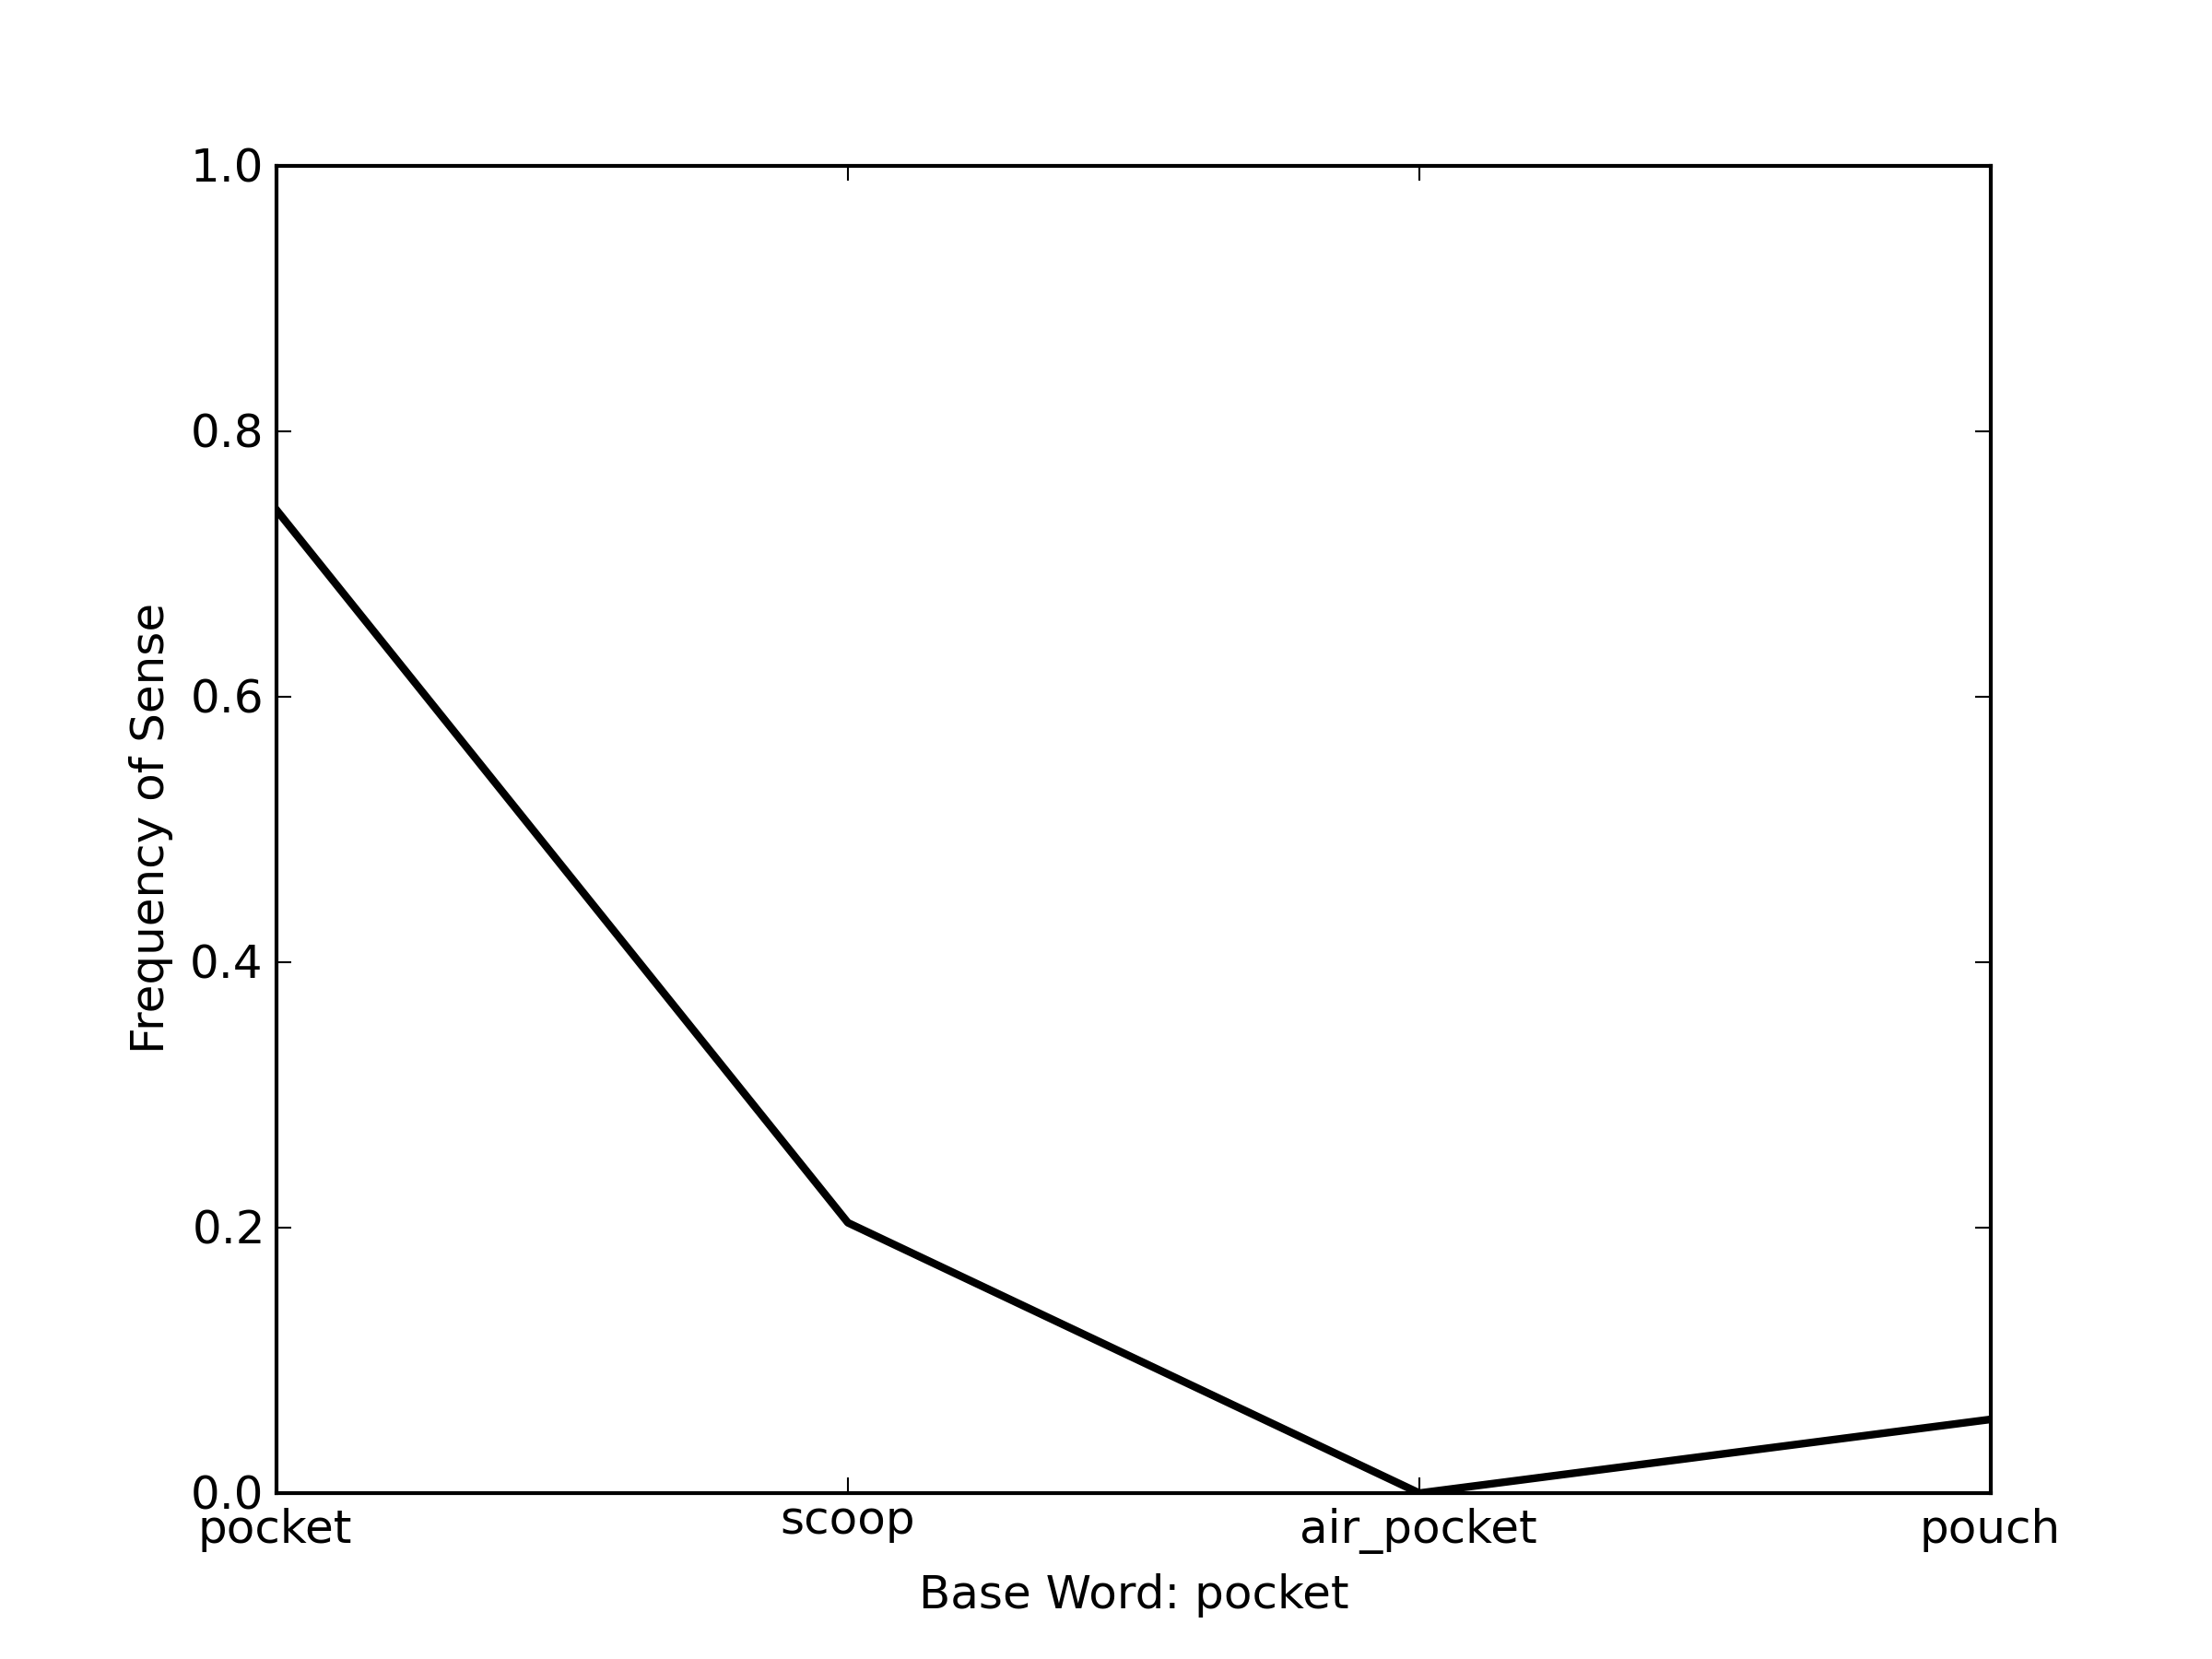 1.0
0.8
0.6
0.4
0.2
0.0
Frequency of Sense
pocket
scoop
air_pocket
pouch
Base Word: pocket